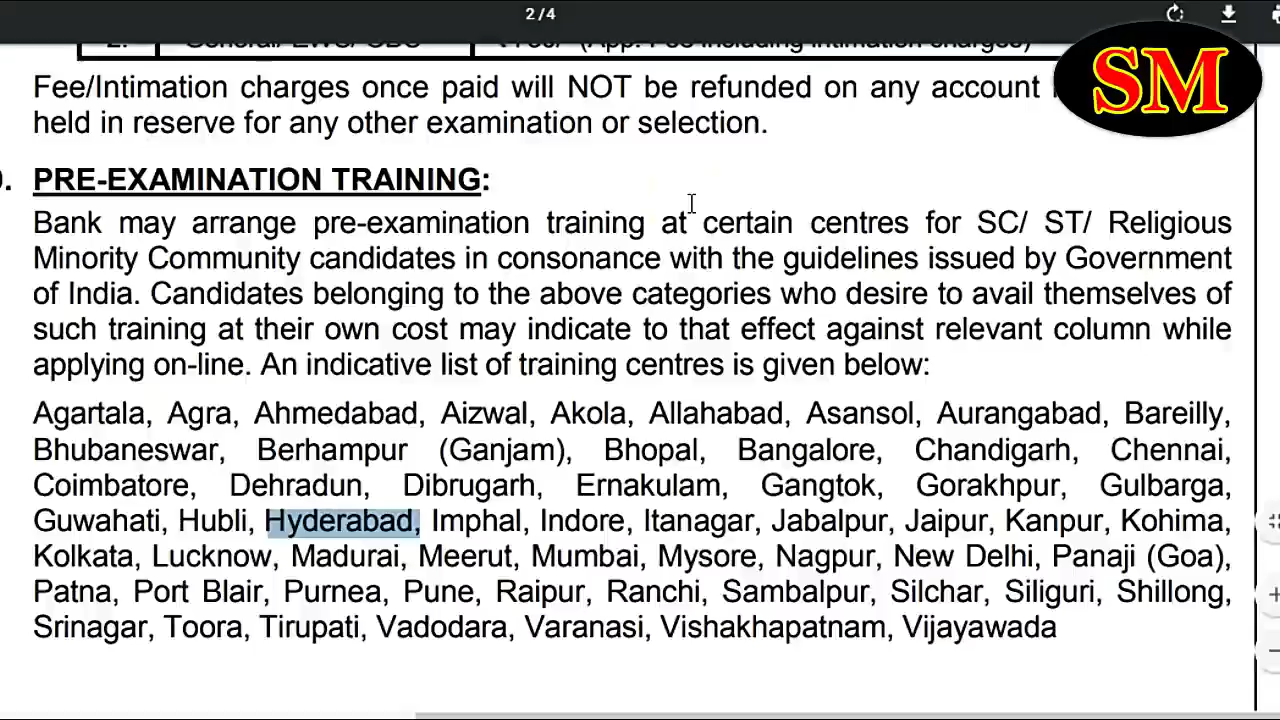 2 / 4
SM
Fee/Intimation charges once paid will NOT be refunded on any account
held in reserve for any other examination or selection.
PRE-EXAMINATION TRAINING:
Bank may arrange pre-examination training at certain centres for SC/ ST/ Religious
Minority Community candidates in consonance with the guidelines issued by Government
of India. Candidates belonging to the above categories who desire to avail themselves of
such training at their own cost may indicate to that effect against relevant column while
applying on-line. An indicative list of training centres is given below:
Agartala, Agra, Ahmedabad, Aizwal, Akola, Allahabad, Asansol, Aurangabad, Bareilly,
Bhubaneswar, Berhampur (Ganjam), Bhopal, Bangalore, Chandigarh, Chennai,
Coimbatore, Dehradun, Dibrugarh, Ernakulam, Gangtok, Gorakhpur, Gulbarga,
Guwahati, Hubli, Hyderabad, Imphal, Indore, Itanagar, Jabalpur, Jaipur, Kanpur, Kohima,
Kolkata, Lucknow, Madurai, Meerut, Mumbai, Mysore, Nagpur, New Delhi, Panaji (Goa),
Patna, Port Blair, Purnea, Pune, Raipur, Ranchi, Sambalpur, Silchar, Siliguri, Shillong,
Srinagar, Toora, Tirupati, Vadodara, Varanasi, Vishakhapatnam, Vijayawada